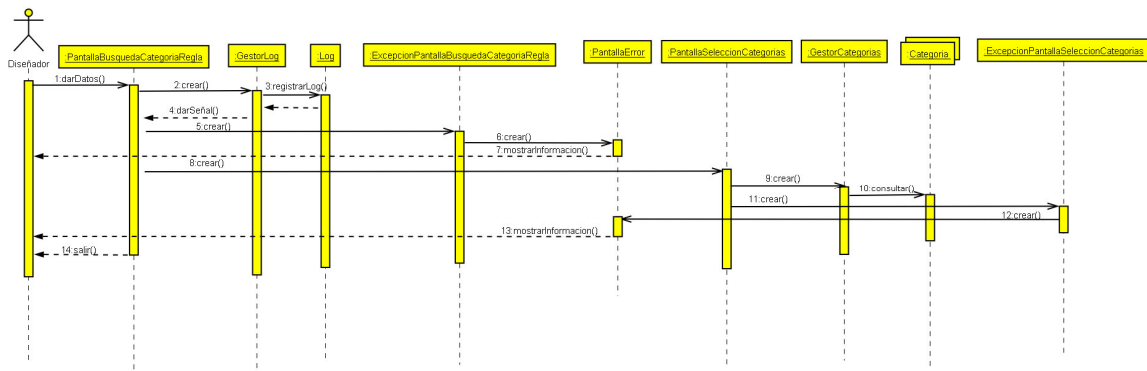 Diseñador
:PantallaBusquedaCategoriaRegla
:GestorLog
:Log
:ExcepcionPantallaBusquedaCategoriaRegla
:PantallaError
:PantallaSeleccionCategorias
:GestorCategorias
:Categoria
:ExcepcionPantallaSeleccionCategorias
1:darDatos()
2:crear()
3:registrarLog()
4:darSeñal()
5:crear()
6:crear()
7:mostrarInformacion()
8:crear()
9:crear()
10:consultar()
11:crear()
12:crear()
13:mostrarInformacion()
14:salir()